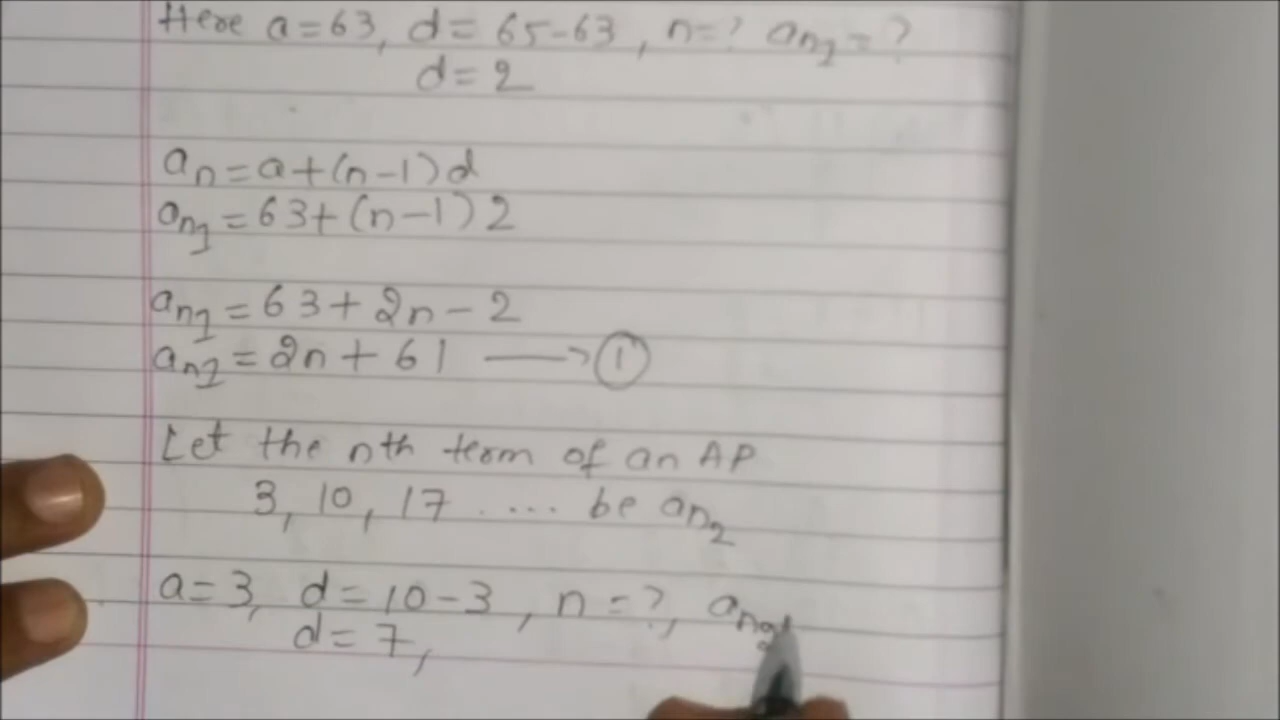 Here a=63, d= 65-63, n=? an1=?
d=2
an=a+(n-1)d
an1=63+(n-1)2
an1=63+2n-2
an1=2n+61 → 1
Let the nth term of an AP
3, 10, 17 .... be an2
a=3, d=10-3, n=?, an2
d=7,